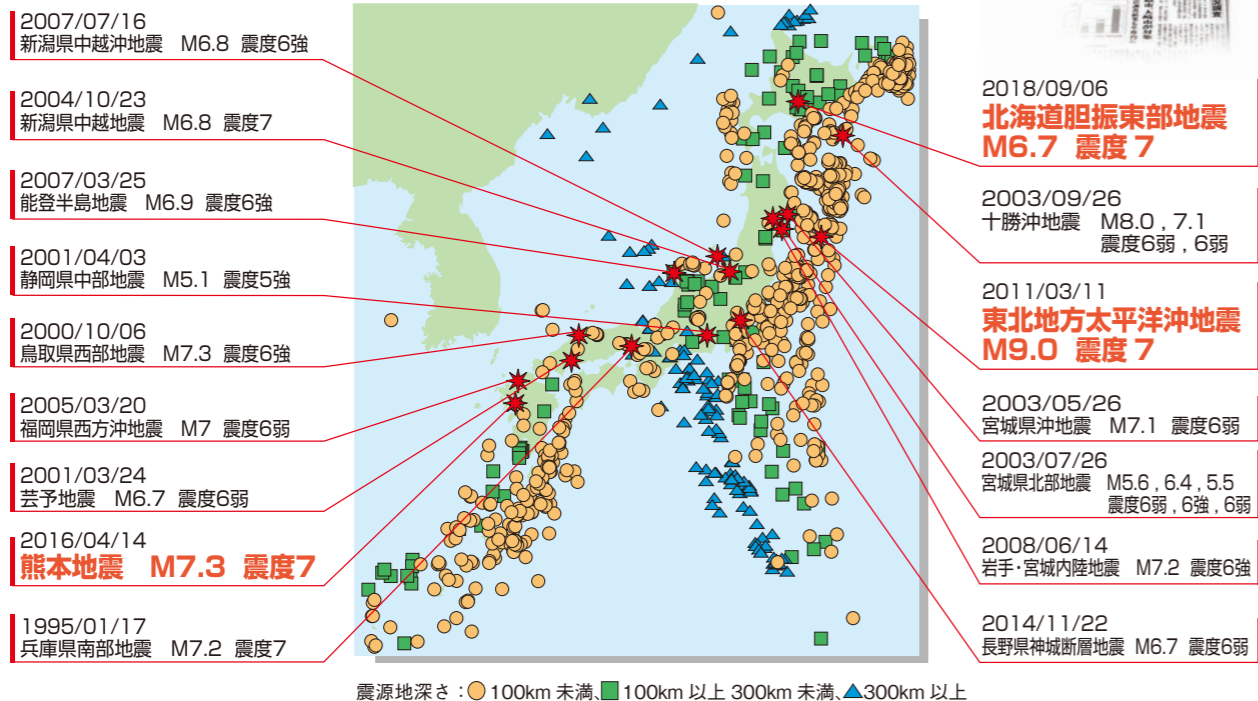 2007/07/16
新潟県中越沖地震　M6.8 震度6強
2004/10/23
新潟県中越地震　M6.8 震度7
2007/03/25
能登半島地震　M6.9 震度6強
2001/04/03
静岡県中部地震　M5.1 震度5強
2000/10/06
鳥取県西部地震　M7.3 震度6強
2005/03/20
福岡県西方沖地震　M7 震度6弱
2001/03/24
芸予地震　M6.7 震度6弱
2016/04/14
熊本地震　M7.3 震度7
1995/01/17
兵庫県南部地震　M7.2 震度7
2018/09/06
北海道胆振東部地震
M6.7 震度7
2003/09/26
十勝沖地震　M8.0 , 7.1
震度6弱 , 6弱
2011/03/11
東北地方太平洋沖地震
M9.0 震度7
2003/05/26
宮城県沖地震　M7.1 震度6弱
2003/07/26
宮城県北部地震　M5.6 , 6.4 , 5.5
震度6弱 , 6強 , 6弱
2008/06/14
岩手・宮城内陸地震　M7.2 震度6強
2014/11/22
長野県神城断層地震 M6.7 震度6弱
震源地深さ：100km 未満、100km 以上 300km 未満、300km 以上